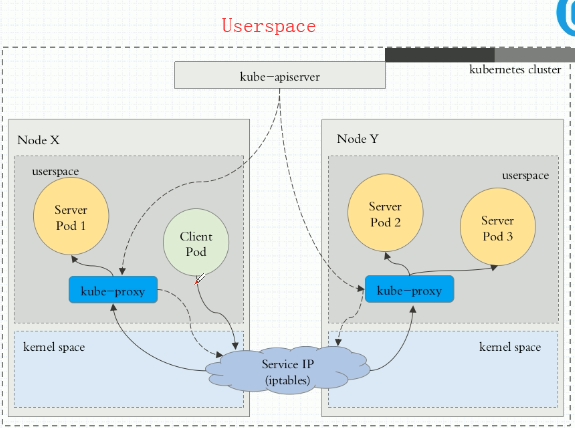 Userspace
kube-apiserver
kubernetes cluster
Node X
Node Y
userspace
userspace
Server
Pod 1
Client
Pod
Server
Pod 2
Server
Pod 3
kube-proxy
kube-proxy
kernel space
kernel space
Service IP
(iptables)